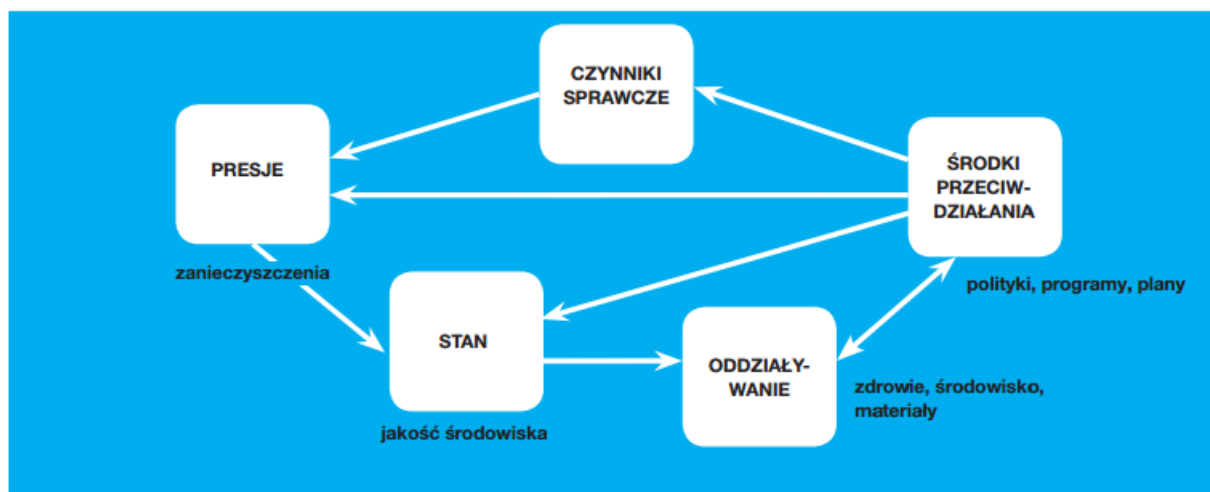 CZYNNIKI
SPRAWCZE
PRESJE
ŚRODKI
PRZECIW-
DZIAŁANIA
zanieczyszczenia
polityki, programy, plany
STAN
ODDZIAŁY-
WANIE
zdrowie, środowisko,
materiały
jakość środowiska